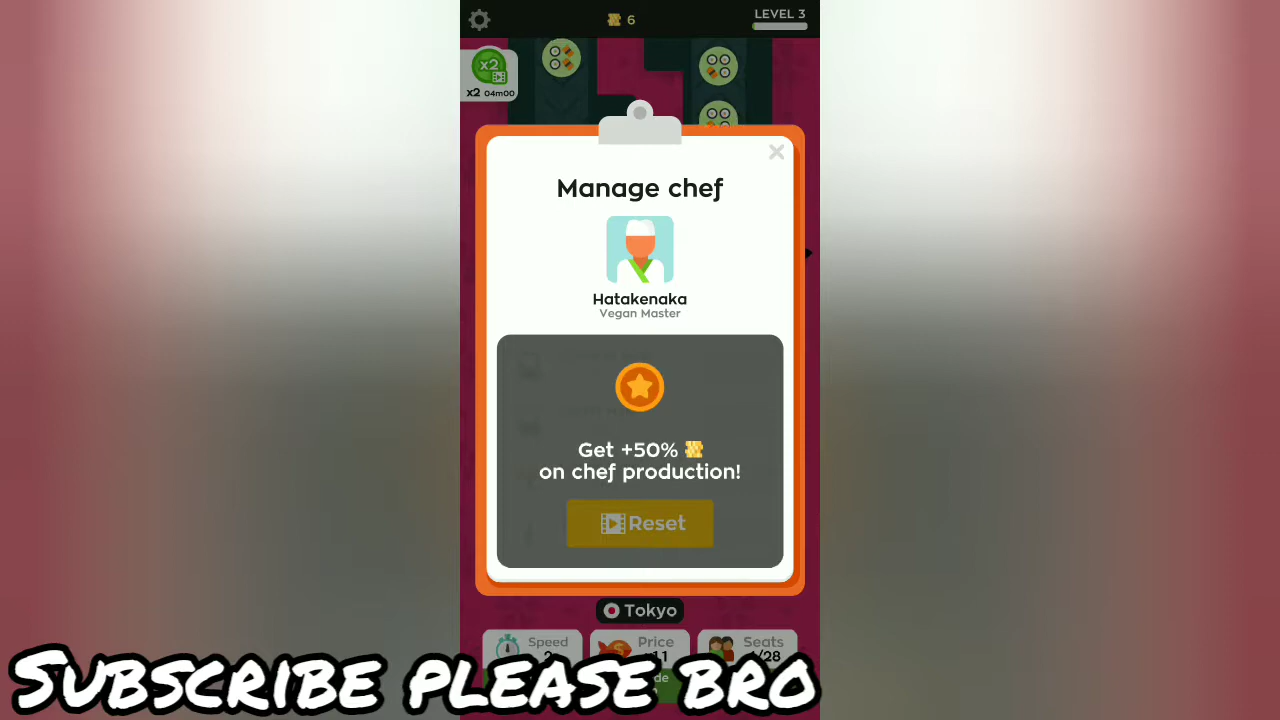 6
LEVEL 3
x2
x2 04m00
Manage chef
Hatakenaka
Vegan Master
Get +50%
on chef production!
Reset
Tokyo
Speed
Price
Seats
/28
SUBSCRIBE PLEASE BRO